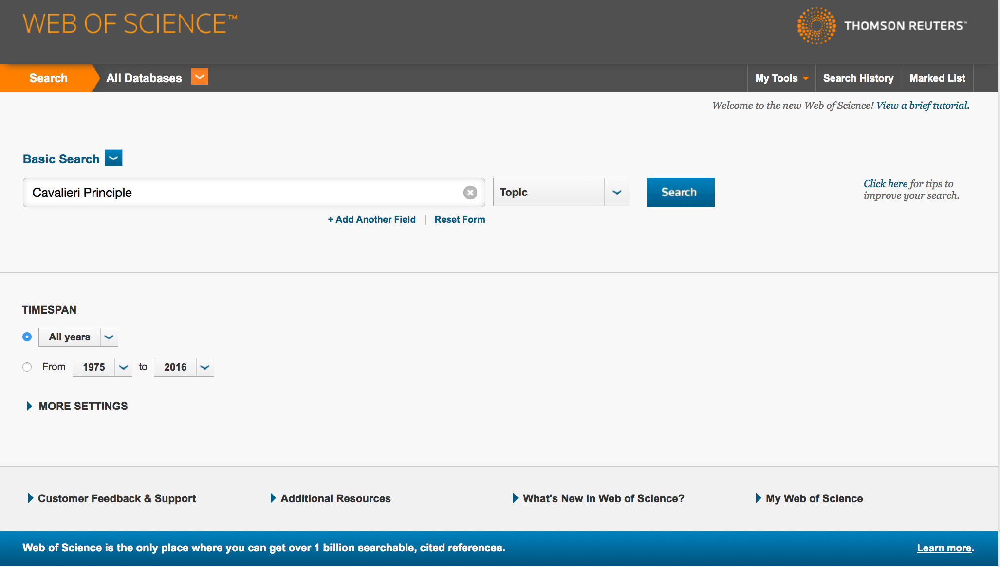 WEB OF SCIENCE™
THOMSON REUTERS™
Search
All Databases
My Tools
Search History
Marked List
Welcome to the new Web of Science! View a brief tutorial.
Basic Search
Cavalieri Principle
Topic
Search
Click here for tips to
improve your search.
+ Add Another Field | Reset Form
TIMESPAN
All years
From 1975 to 2016
MORE SETTINGS
Customer Feedback & Support
Additional Resources
What's New in Web of Science?
My Web of Science
Web of Science is the only place where you can get over 1 billion searchable, cited references.
Learn more.